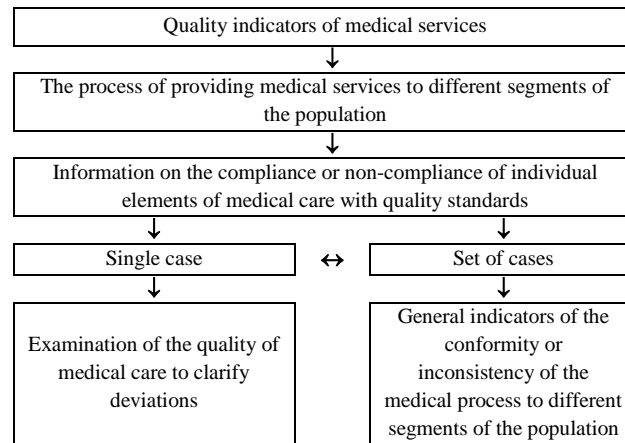 Quality indicators of medical services
The process of providing medical services to different segments of
the population
Information on the compliance or non-compliance of individual
elements of medical care with quality standards
Single case
Set of cases
Examination of the quality of
medical care to clarify
deviations
General indicators of the
conformity or
inconsistency of the
medical process to different
segments of the population